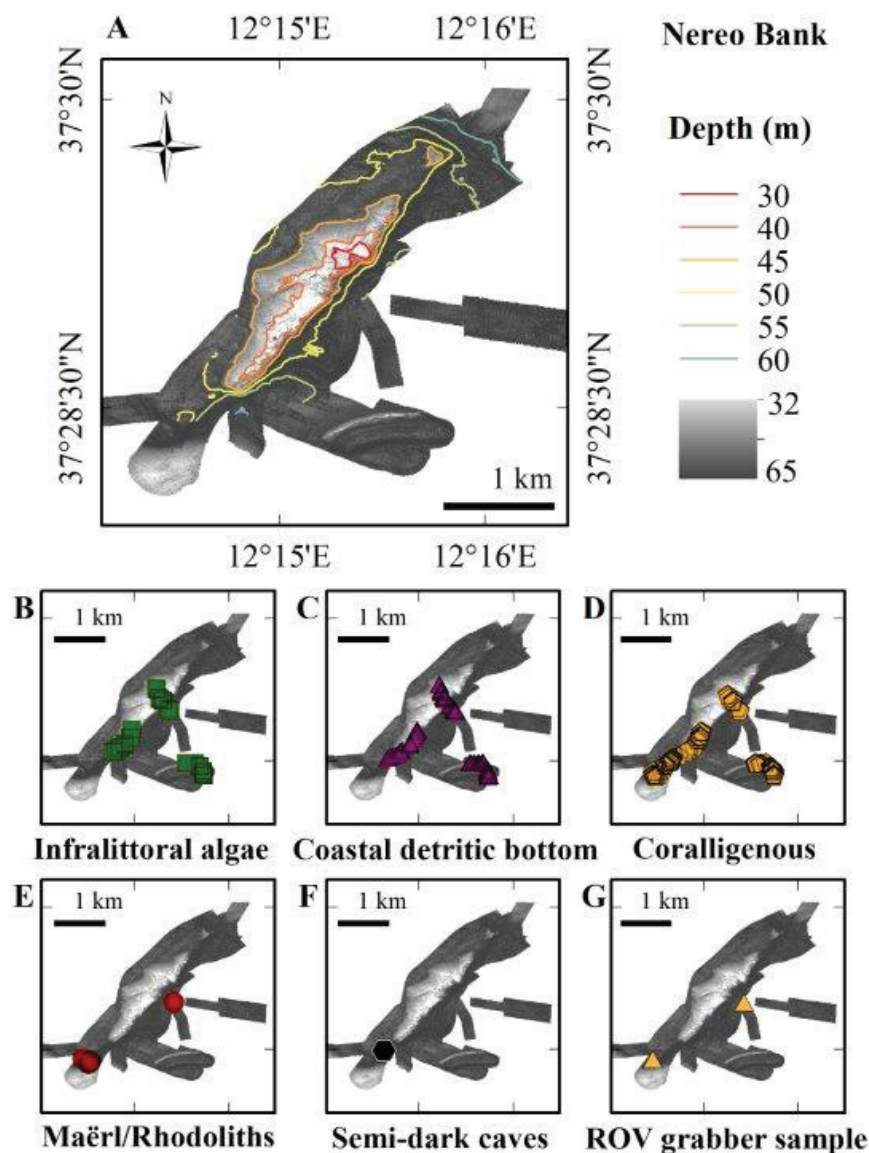 A
12°15'E
12°16'E
Nereo Bank
37°30'N
37°30'N
N
Depth (m)
30
40
45
50
55
60
32
65
37°28'30"N
37°28'30"N
1 km
12°15'E
12°16'E
B
1 km
C
1 km
D
1 km
Infralittoral algae
Coastal detritic bottom
Coralligenous
E
1 km
F
1 km
G
1 km
Maërl/Rhodoliths
Semi-dark caves
ROV grabber sample